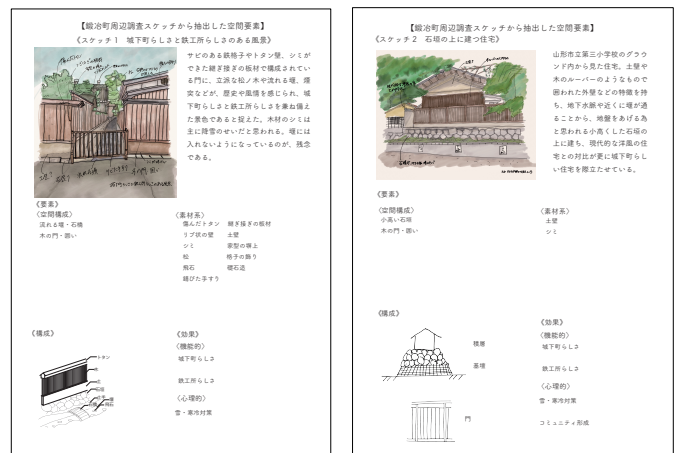 【鍛冶町周辺調査スケッチから抽出した空間要素】
《スケッチ1　城下町らしさと鉄工所らしさのある風景》
サビのある鉄格子やトタン壁、シミが
できた継ぎ接ぎの板材で構成されてい
る門に、立派な松ノ木や流れる堰、煙
突などが、歴史や風情を感じられ、城
下町らしさと鉄工所らしさを兼ね備え
た景色であると捉えた。木材のシミは
主に降雪のせいだと思われる。堰には
入れないようになっているのが、残念
である。
《要素》
〈空間構成〉
流れる堰・石橋
木の門・囲い
〈素材系〉
傷んだトタン　継ぎ接ぎの板材
リブ状の壁　土壁
シミ　家型の塀上
松　格子の飾り
飛石　礎石造
錆びた手すり
《構成》
トタン
木
石垣
飛石
《効果》
〈機能的〉
城下町らしさ
鉄工所らしさ
〈心理的〉
雪・寒冷対策
【鍛冶町周辺調査スケッチから抽出した空間要素】
《スケッチ2　石垣の上に建つ住宅》
山形市立第三小学校のグラウ
ンド内から見た住宅。土壁や
木のルーバーのようなもので
囲われた外壁などの特徴を持
ち、地下水脈や近くに堰が通
ることから、地盤をあげる為
と思われる小高くした石垣の
上に建ち、現代的な洋風の住
宅との対比が更に城下町らし
い住宅を際立たせている。
《要素》
〈空間構成〉
小高い石垣
木の門・囲い
〈素材系〉
土壁
シミ
《構成》
積層
基壇
門
《効果》
〈機能的〉
城下町らしさ
鉄工所らしさ
〈心理的〉
雪・寒冷対策
コミュニティ形成